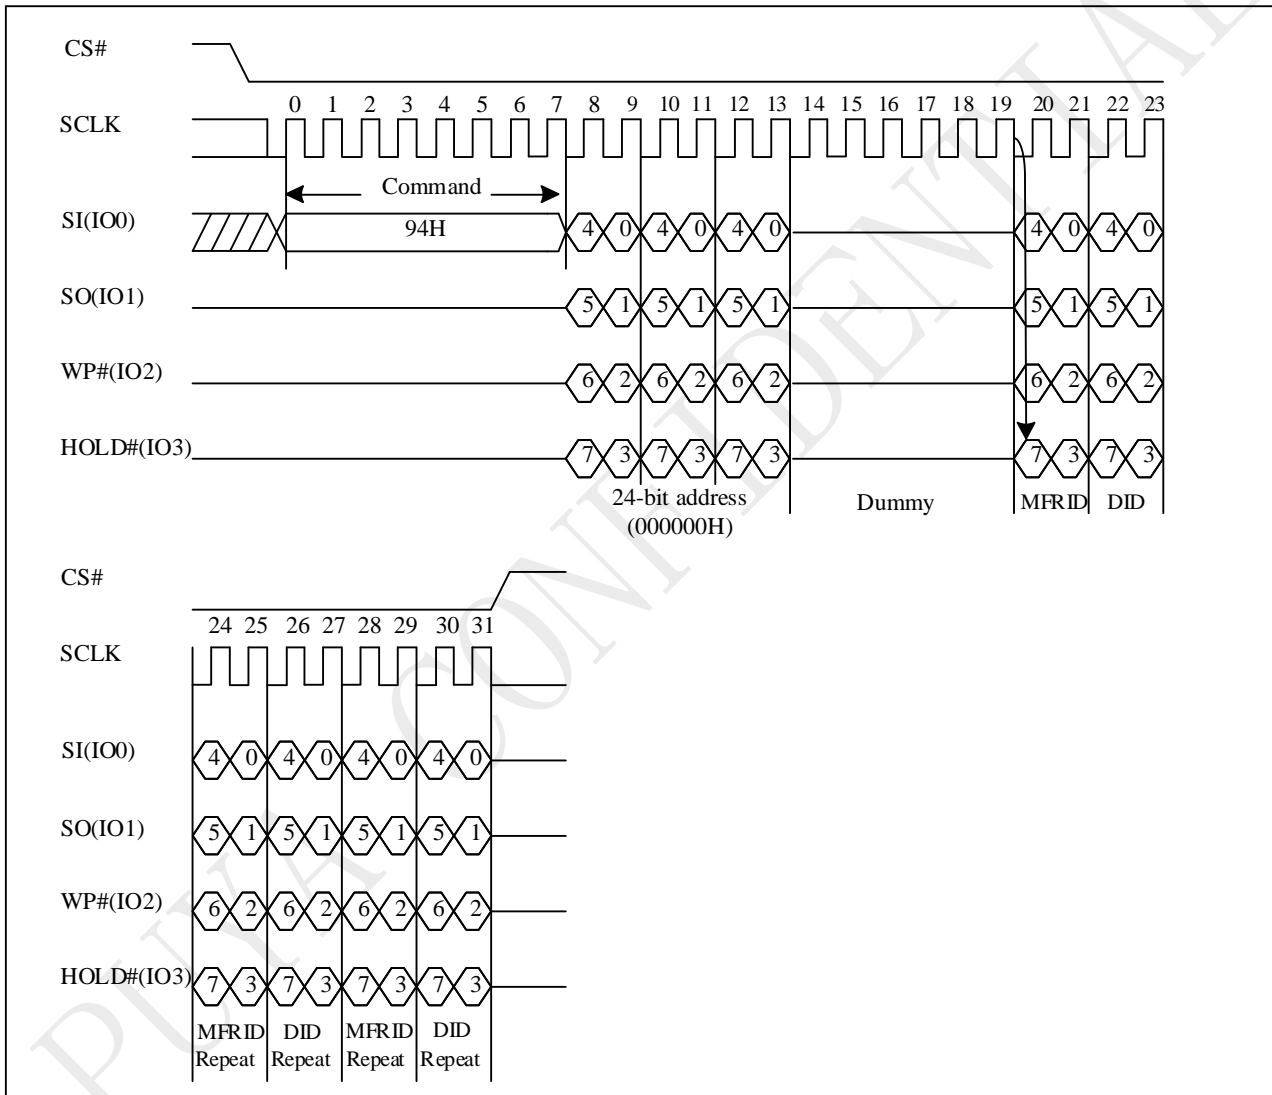 CS#
0 1 2 3 4 5 6 7 8 9 10 11 12 13 14 15 16 17 18 19 20 21 22 23
SCLK
Command
SI(IO0) 94H 4 0 4 0 4 0 4 0 4 0
SO(IO1) 5 1 5 1 5 1 5 1 5 1
WP#(IO2) 6 2 6 2 6 2 6 2 6 2
HOLD#(IO3) 7 3 7 3 7 3 7 3 7 3
24-bit address Dummy MFRID DID
(000000H)
CS#
24 25 26 27 28 29 30 31
SCLK
SI(IO0) 4 0 4 0 4 0 4 0
SO(IO1) 5 1 5 1 5 1 5 1
WP#(IO2) 6 2 6 2 6 2 6 2
HOLD#(IO3) 7 3 7 3 7 3 7 3
MFRID DID MFRID DID
Repeat Repeat Repeat Repeat
PUYA CONFIDENTIAL